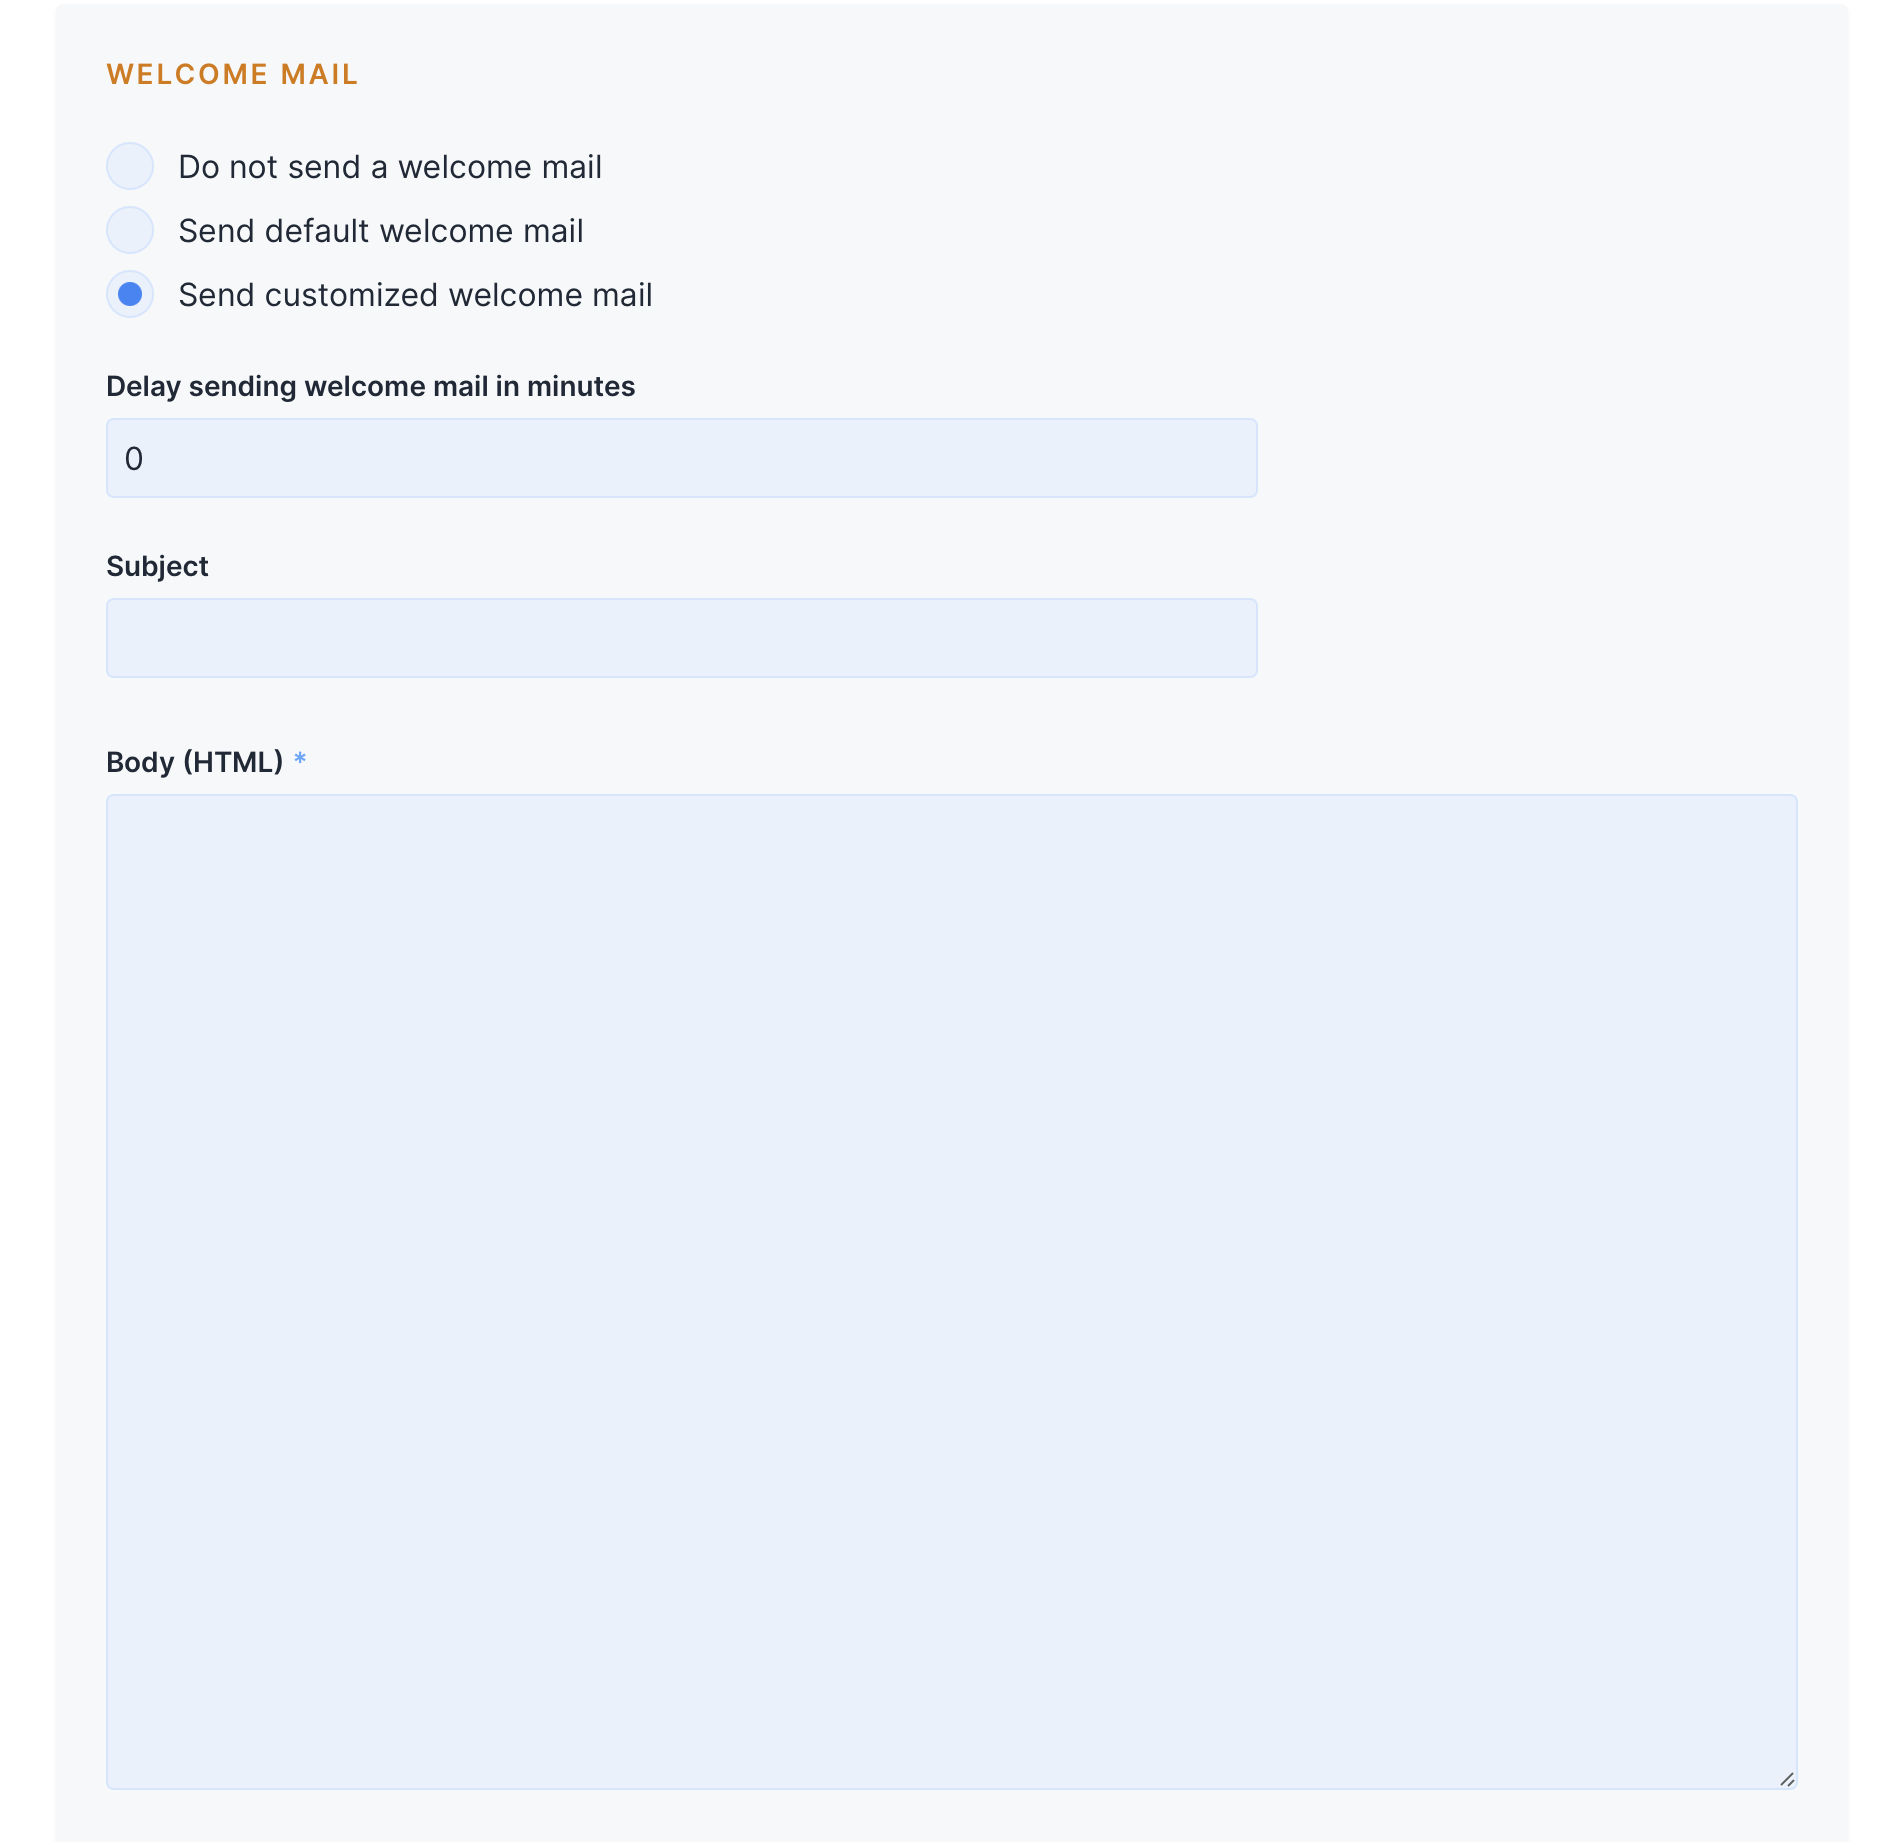 WELCOME MAIL
Do not send a welcome mail
Send default welcome mail
Send customized welcome mail
Delay sending welcome mail in minutes
0
Subject
Body (HTML) *